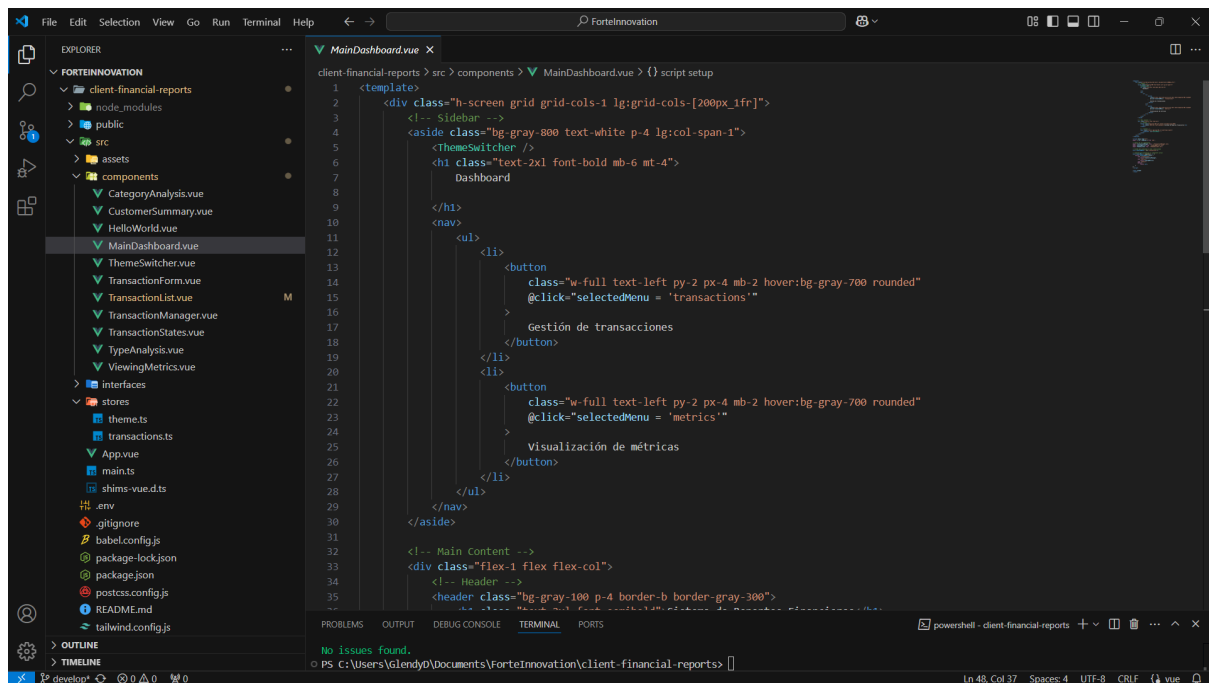 File Edit Selection View Go Run Terminal Help
ForteInnovation
EXPLORER
FORTEINNOVATION
client-financial-reports
node_modules
public
src
assets
components
CategoryAnalysis.vue
CustomerSummary.vue
HelloWorld.vue
MainDashboard.vue
ThemeSwitcher.vue
TransactionForm.vue
TransactionList.vue M
TransactionManager.vue
TransactionStates.vue
TypeAnalysis.vue
ViewingMetrics.vue
interfaces
stores
theme.ts
transactions.ts
App.vue
main.ts
shims-vue.d.ts
.env
.gitignore
babel.config.js
package-lock.json
package.json
postcss.config.js
README.md
tailwind.config.js
OUTLINE
TIMELINE
MainDashboard.vue
client-financial-reports > src > components > MainDashboard.vue > {} script setup
1 <template>
2 <div class="h-screen grid grid-cols-1 lg:grid-cols-[200px_1fr]">
3 <!-- Sidebar -->
4 <aside class="bg-gray-800 text-white p-4 lg:col-span-1">
5 <ThemeSwitcher />
6 <h1 class="text-2xl font-bold mb-6 mt-4">
7 Dashboard
8
9 </h1>
10 <nav>
11 <ul>
12 <li>
13 <button
14 class="w-full text-left py-2 px-4 mb-2 hover:bg-gray-700 rounded"
15 @click="selectedMenu = 'transactions'"
16 >
17 Gestión de transacciones
18 </button>
19 </li>
20 <li>
21 <button
22 class="w-full text-left py-2 px-4 mb-2 hover:bg-gray-700 rounded"
23 @click="selectedMenu = 'metrics'"
24 >
25 Visualización de métricas
26 </button>
27 </li>
28 </ul>
29 </nav>
30 </aside>
31
32 <!-- Main Content -->
33 <div class="flex-1 flex flex-col">
34 <!-- Header -->
35 <header class="bg-gray-100 p-4 border-b border-gray-300">
PROBLEMS OUTPUT DEBUG CONSOLE TERMINAL PORTS
powershell - client-financial-reports
No issues found.
PS C:\Users\GlendyD\Documents\ForteInnovation\client-financial-reports>
develop* 0 0 0
Ln 48, Col 37 Spaces: 4 UTF-8 CRLF vue